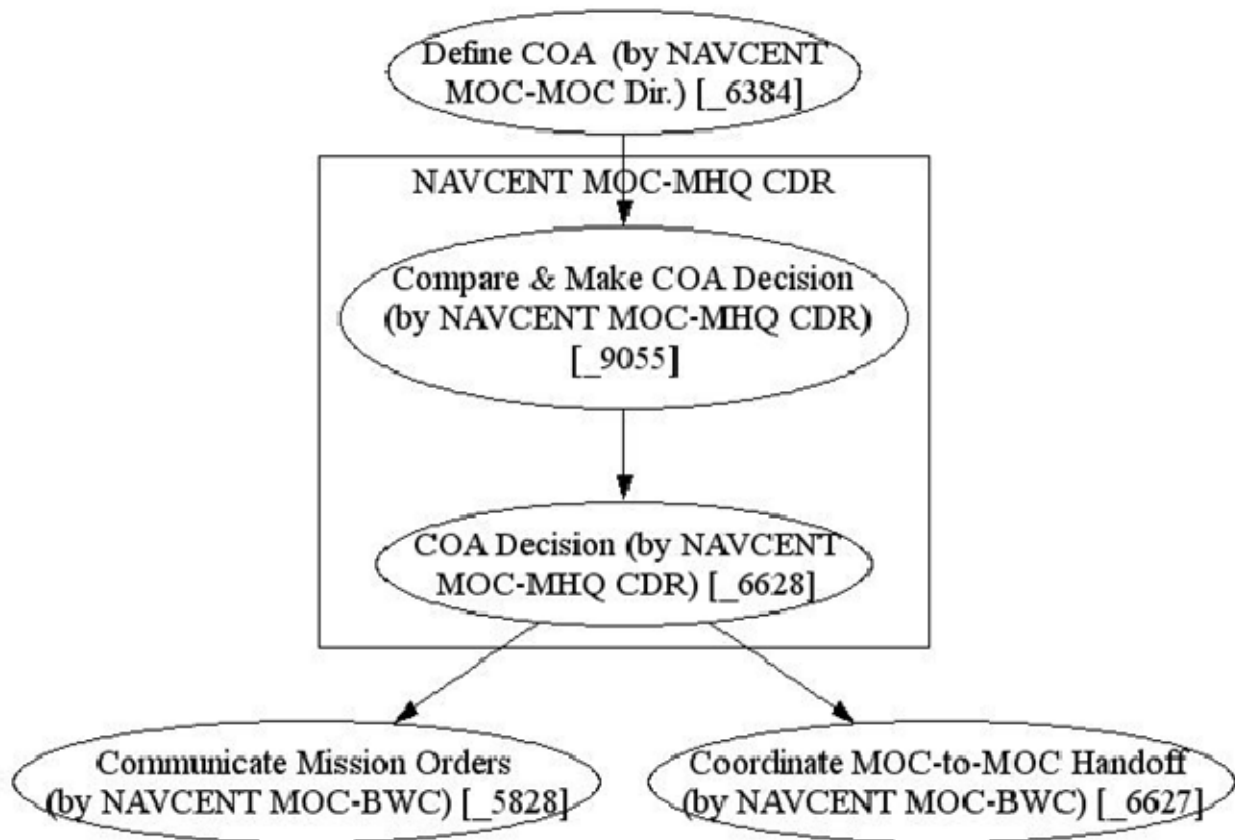 Define COA (by NAVCENT
MOC-MOC Dir.) [_6384]
NAVCENT MOC-MHQ CDR
Compare & Make COA Decision
(by NAVCENT MOC-MHQ CDR)
[_9055]
COA Decision (by NAVCENT
MOC-MHQ CDR) [_6628]
Communicate Mission Orders
(by NAVCENT MOC-BWC) [_5828]
Coordinate MOC-to-MOC Handoff
(by NAVCENT MOC-BWC) [_6627]